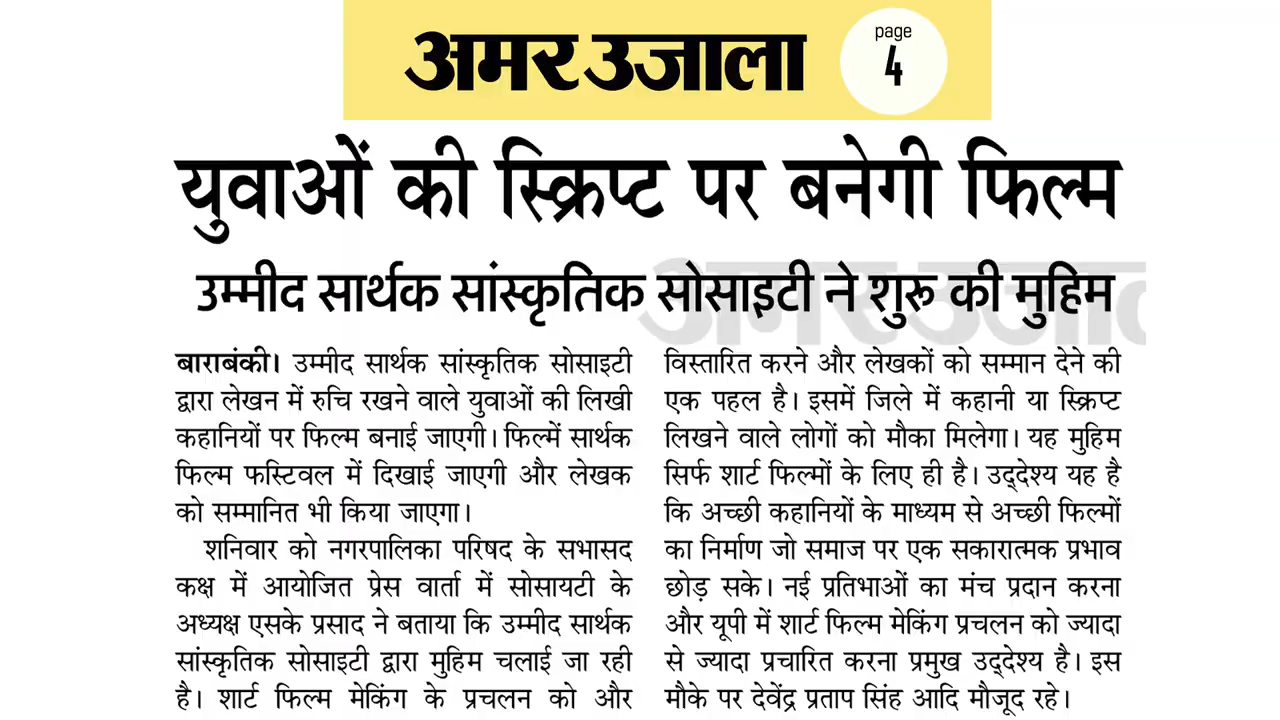 अमर उजाला
page
4
युवाओं की स्क्रिप्ट पर बनेगी फिल्म
उम्मीद सार्थक सांस्कृतिक सोसाइटी ने शुरू की मुहिम
अमर उजाला
बाराबंकी। उम्मीद सार्थक सांस्कृतिक सोसाइटी
द्वारा लेखन में रुचि रखने वाले युवाओं की लिखी
कहानियों पर फिल्म बनाई जाएगी। फिल्में सार्थक
फिल्म फस्टिवल में दिखाई जाएगी और लेखक
को सम्मानित भी किया जाएगा।
शनिवार को नगरपालिका परिषद के सभासद
कक्ष में आयोजित प्रेस वार्ता में सोसायटी के
अध्यक्ष एसके प्रसाद ने बताया कि उम्मीद सार्थक
सांस्कृतिक सोसाइटी द्वारा मुहिम चलाई जा रही
है। शार्ट फिल्म मेकिंग के प्रचलन को और
विस्तारित करने और लेखकों को सम्मान देने की
एक पहल है। इसमें जिले में कहानी या स्क्रिप्ट
लिखने वाले लोगों को मौका मिलेगा। यह मुहिम
सिर्फ शार्ट फिल्मों के लिए ही है। उद्देश्य यह है
कि अच्छी कहानियों के माध्यम से अच्छी फिल्मों
का निर्माण जो समाज पर एक सकारात्मक प्रभाव
छोड़ सके। नई प्रतिभाओं का मंच प्रदान करना
और यूपी में शार्ट फिल्म मेकिंग प्रचलन को ज्यादा
से ज्यादा प्रचारित करना प्रमुख उद्देश्य है। इस
मौके पर देवेंद्र प्रताप सिंह आदि मौजूद रहे।